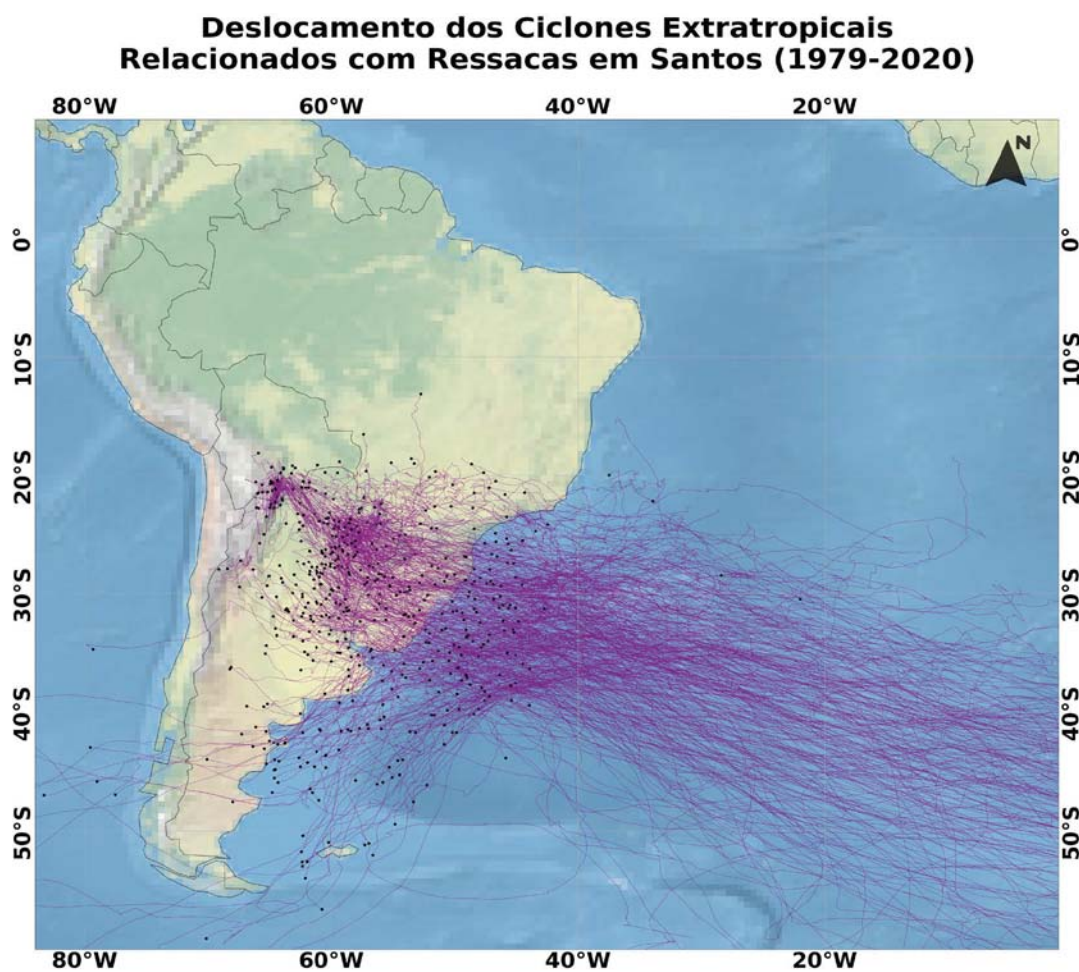 Deslocamento dos Ciclones Extratropicais
Relacionados com Ressacas em Santos (1979-2020)
80°W 60°W 40°W 20°W
N
0° 0°
10°S 10°S
20°S 20°S
30°S 30°S
40°S 40°S
50°S 50°S
80°W 60°W 40°W 20°W